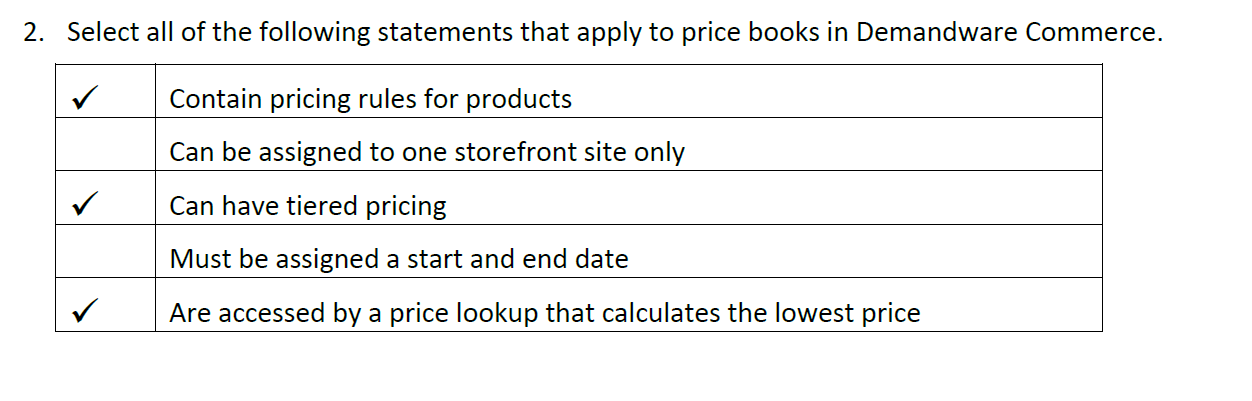 2. Select all of the following statements that apply to price books in Demandware Commerce.
✓ Contain pricing rules for products
Can be assigned to one storefront site only
✓ Can have tiered pricing
Must be assigned a start and end date
✓ Are accessed by a price lookup that calculates the lowest price